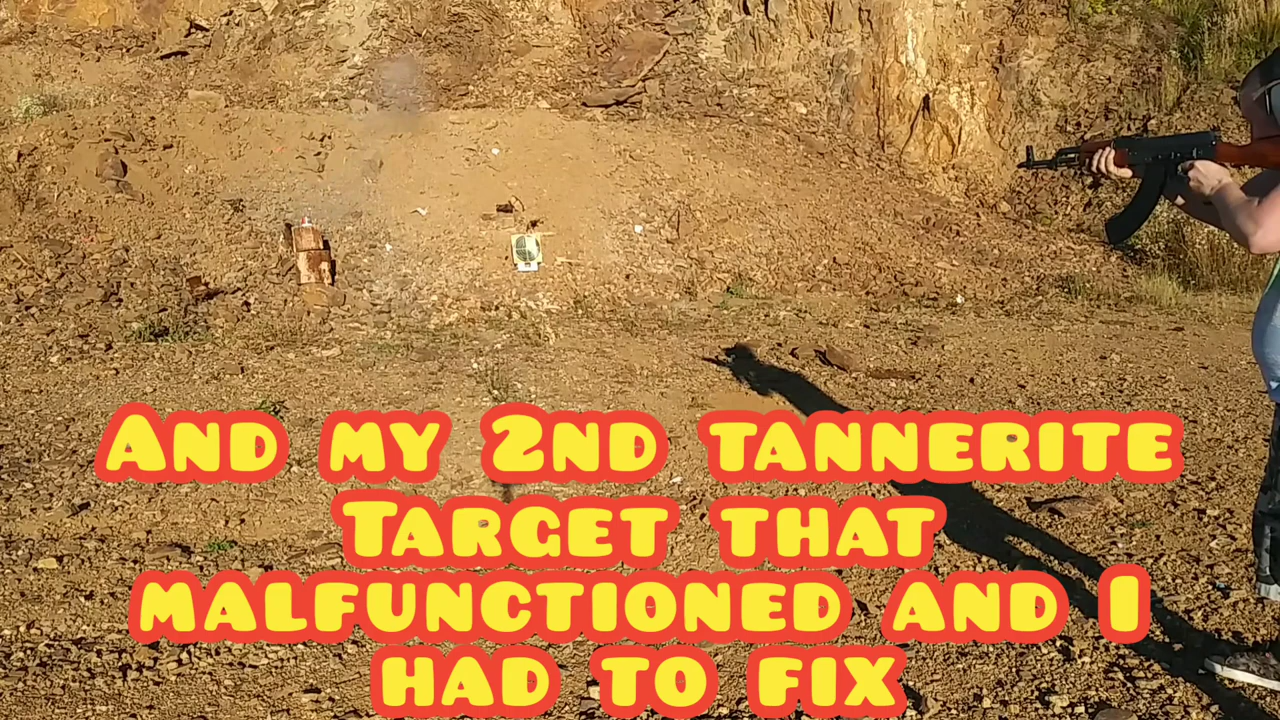 And my 2nd tannerite
Target that
malfunctioned and I
had to fix